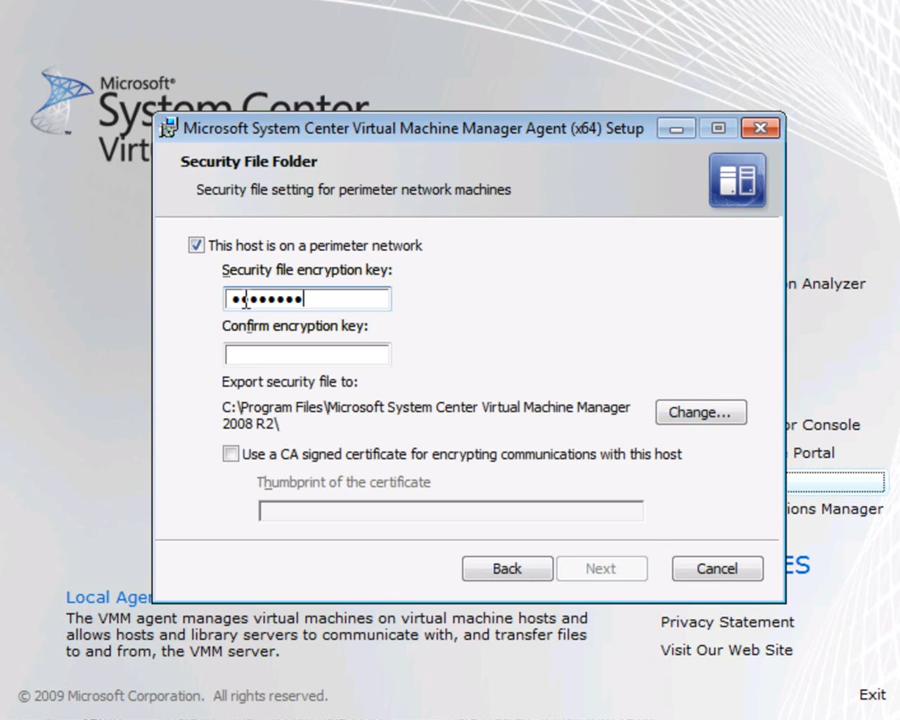 Microsoft®
System Center
Virt
Microsoft System Center Virtual Machine Manager Agent (x64) Setup
Security File Folder
Security file setting for perimeter network machines
This host is on a perimeter network
Security file encryption key:
••••••••
Confirm encryption key:
Export security file to:
C:\Program Files\Microsoft System Center Virtual Machine Manager
2008 R2\
Change...
Use a CA signed certificate for encrypting communications with this host
Thumbprint of the certificate
Back
Next
Cancel
n Analyzer
or Console
Portal
ions Manager
ES
Local Agen
The VMM agent manages virtual machines on virtual machine hosts and
allows hosts and library servers to communicate with, and transfer files
to and from, the VMM server.
Privacy Statement
Visit Our Web Site
© 2009 Microsoft Corporation. All rights reserved.
Exit